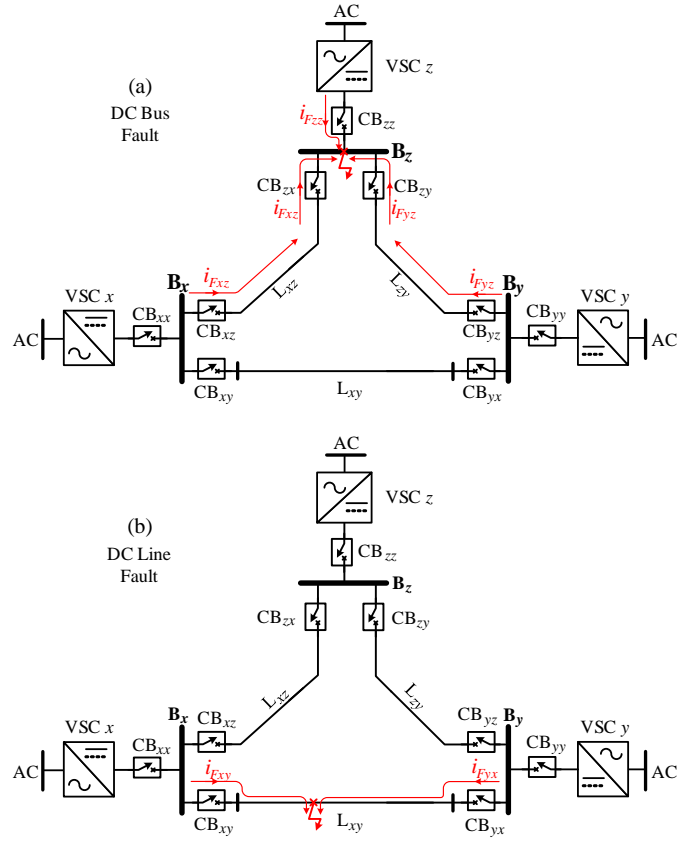 AC
VSC z
(a)
DC Bus
Fault
i_Fzz
CB_zz
B_z
CB_zx
CB_zy
i_Fxz
i_Fyz
B_x
i_Fxz
L_xz
L_zy
i_Fyz
B_y
VSC x
CB_xx
CB_xz
CB_yz
CB_yy
VSC y
AC
AC
CB_xy
L_xy
CB_yx
AC
VSC z
(b)
DC Line
Fault
CB_zz
B_z
CB_zx
CB_zy
L_xz
L_zy
B_x
CB_xz
CB_yz
B_y
VSC x
CB_xx
CB_yy
VSC y
i_Fxy
i_Fyx
AC
AC
CB_xy
L_xy
CB_yx